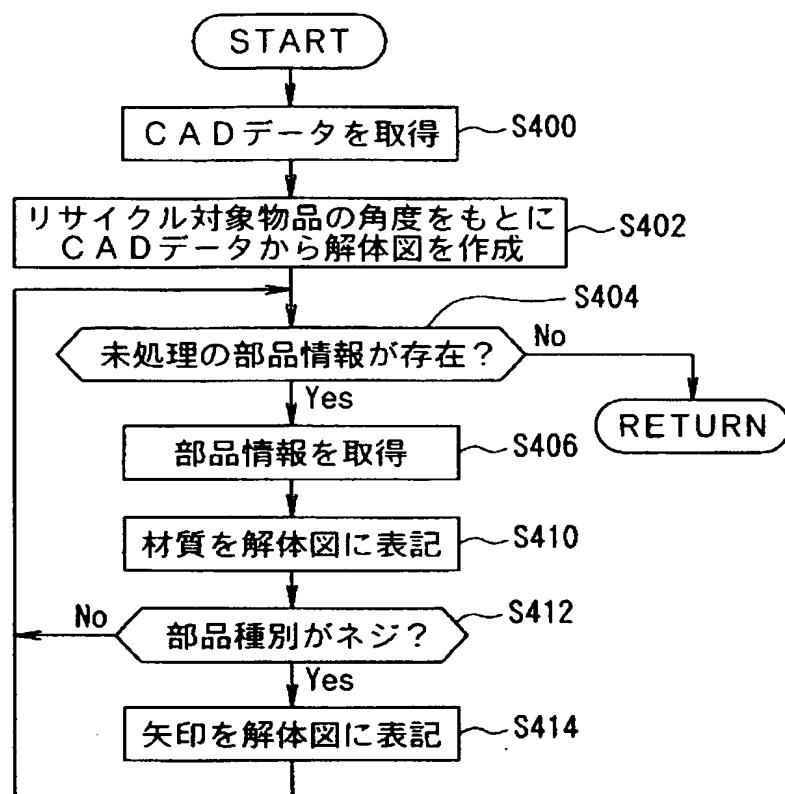 START
CADデータを取得
S400
リサイクル対象物品の角度をもとに
CADデータから解体図を作成
S402
S404
未処理の部品情報が存在?
No
Yes
RETURN
部品情報を取得
S406
材質を解体図に表記
S410
No
部品種別がネジ?
S412
Yes
矢印を解体図に表記
S414